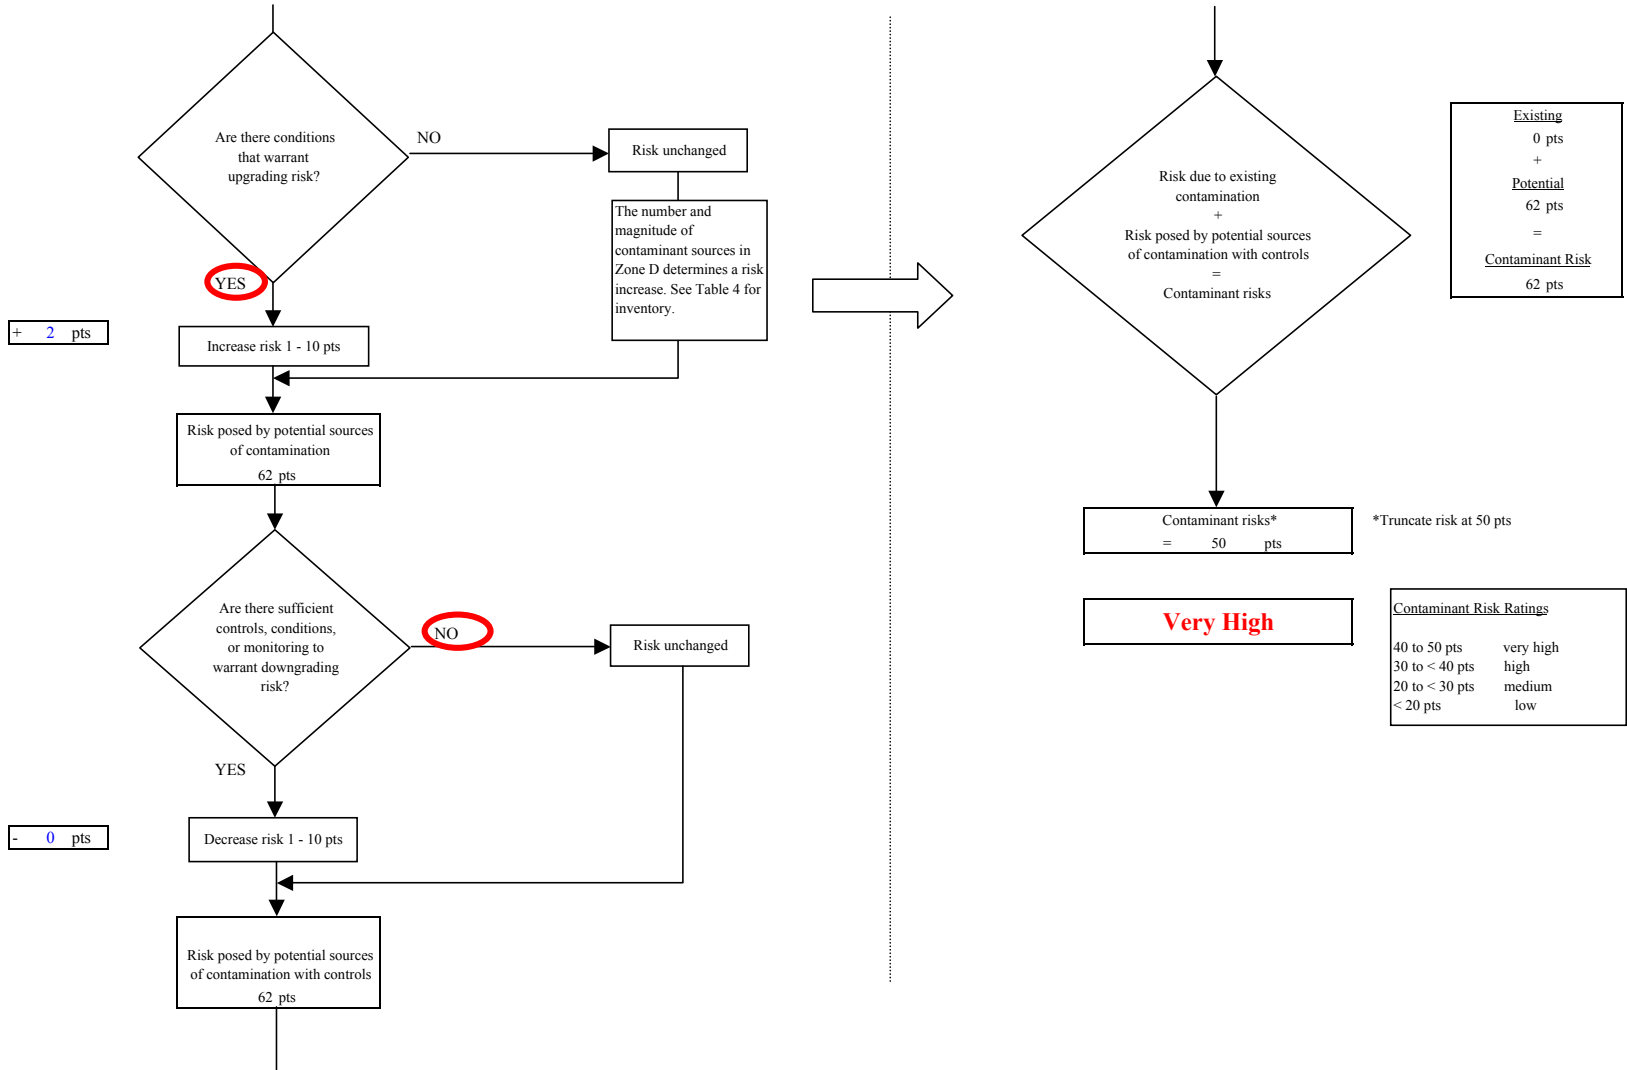 Are there conditions
that warrant
upgrading risk?
NO
Risk unchanged
The number and
magnitude of
contaminant sources in
Zone D determines a risk
increase. See Table 4 for
inventory.
YES
+ 2 pts
Increase risk 1 - 10 pts
Risk posed by potential sources
of contamination
62 pts
Are there sufficient
controls, conditions,
or monitoring to
warrant downgrading
risk?
NO
Risk unchanged
YES
- 0 pts
Decrease risk 1 - 10 pts
Risk posed by potential sources
of contamination with controls
62 pts
Risk due to existing
contamination
+
Risk posed by potential sources
of contamination with controls
=
Contaminant risks
Existing
0 pts
+
Potential
62 pts
=
Contaminant Risk
62 pts
Contaminant risks*
= 50 pts
*Truncate risk at 50 pts
Very High
Contaminant Risk Ratings
40 to 50 pts very high
30 to < 40 pts high
20 to < 30 pts medium
< 20 pts low